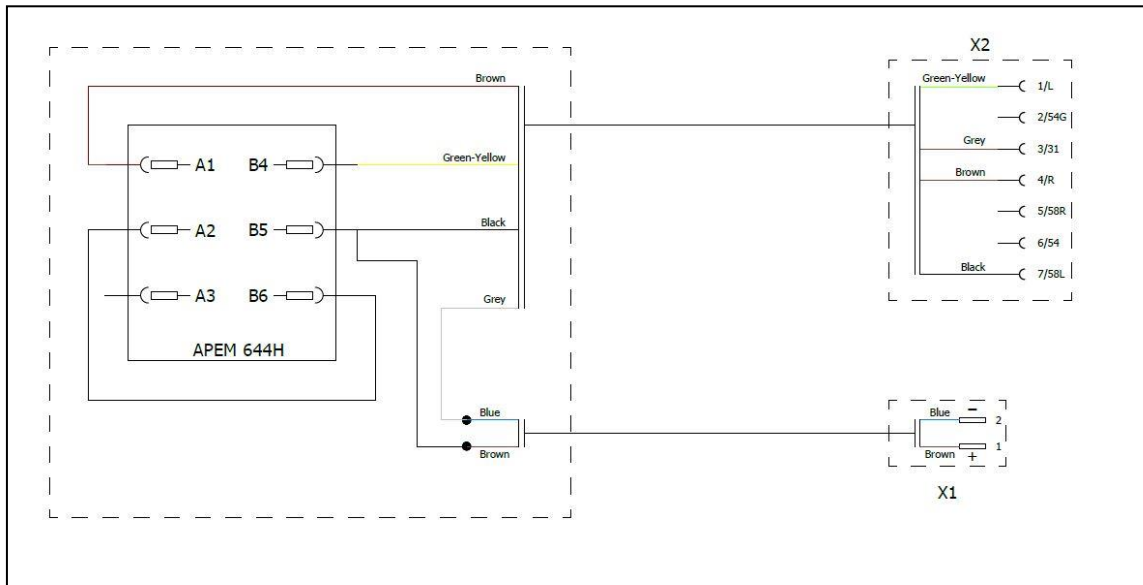 X2
Brown
Green-Yellow
1/L
2/54G
A1
B4
Green-Yellow
Grey
3/31
Brown
4/R
A2
B5
Black
5/58R
6/54
Black
7/58L
A3
B6
Grey
APEM 644H
Blue
Blue
−
2
Brown
Brown
+
1
X1